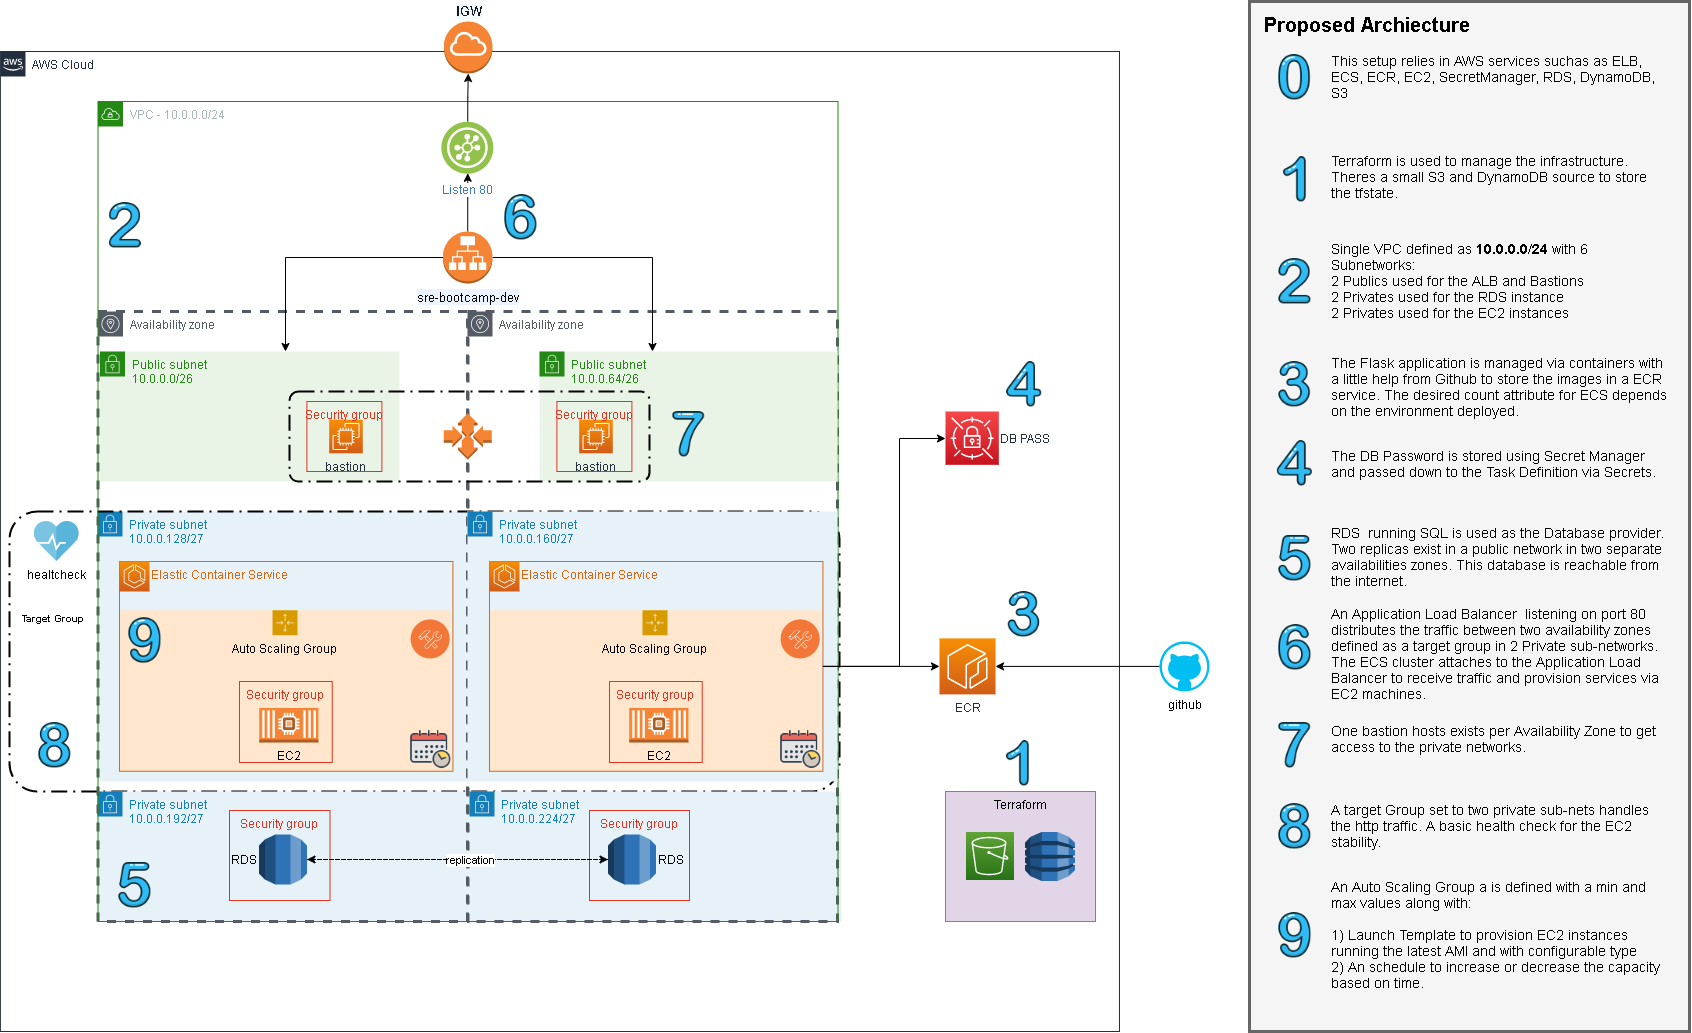 IGW
aws
AWS Cloud
VPC - 10.0.0.0/24
Listen 80
2
6
sre-bootcamp-dev
Availability zone
Availability zone
Public subnet
10.0.0.0/26
Public subnet
10.0.0.64/26
Security group
bastion
Security group
bastion
7
4
DB PASS
Private subnet
10.0.0.128/27
Private subnet
10.0.0.160/27
healtcheck
Target Group
8
Elastic Container Service
9
Auto Scaling Group
Security group
EC2
Elastic Container Service
Auto Scaling Group
Security group
EC2
3
ECR
github
Private subnet
10.0.0.192/27
Private subnet
10.0.0.224/27
5
Security group
RDS
replication
Security group
RDS
1
Terraform
Proposed Archiecture
0
This setup relies in AWS services suchas as ELB,
ECS, ECR, EC2, SecretManager, RDS, DynamoDB,
S3
1
Terraform is used to manage the infrastructure.
Theres a small S3 and DynamoDB source to store
the tfstate.
2
Single VPC defined as 10.0.0.0/24 with 6
Subnetworks:
2 Publics used for the ALB and Bastions
2 Privates used for the RDS instance
2 Privates used for the EC2 instances
3
The Flask application is managed via containers with
a little help from Github to store the images in a ECR
service. The desired count attribute for ECS depends
on the environment deployed.
4
The DB Password is stored using Secret Manager
and passed down to the Task Definition via Secrets.
5
RDS running SQL is used as the Database provider.
Two replicas exist in a public network in two separate
availabilities zones. This database is reachable from
the internet.
6
An Application Load Balancer listening on port 80
distributes the traffic between two availability zones
defined as a target group in 2 Private sub-networks.
The ECS cluster attaches to the Application Load
Balancer to receive traffic and provision services via
EC2 machines.
7
One bastion hosts exists per Availability Zone to get
access to the private networks.
8
A target Group set to two private sub-nets handles
the http traffic. A basic health check for the EC2
stability.
9
An Auto Scaling Group a is defined with a min and
max values along with:
1) Launch Template to provision EC2 instances
running the latest AMI and with configurable type
2) An schedule to increase or decrease the capacity
based on time.